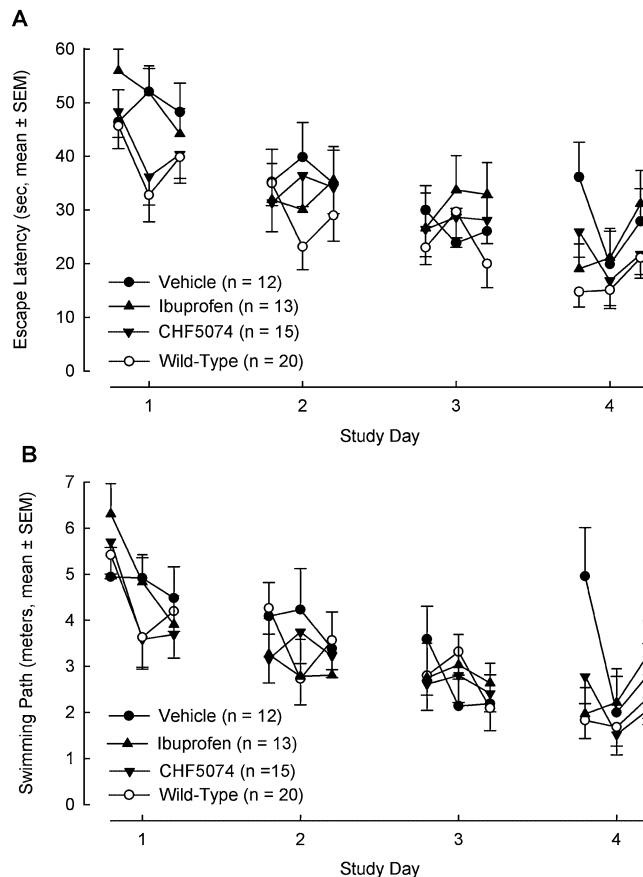 A
Escape Latency (sec, mean ± SEM)
60
50
40
30
20
10
0
Vehicle (n = 12)
Ibuprofen (n = 13)
CHF5074 (n = 15)
Wild-Type (n = 20)
1 2 3 4
Study Day
B
Swimming Path (meters, mean ± SEM)
7
6
5
4
3
2
1
0
Vehicle (n = 12)
Ibuprofen (n = 13)
CHF5074 (n =15)
Wild-Type (n = 20)
1 2 3 4
Study Day